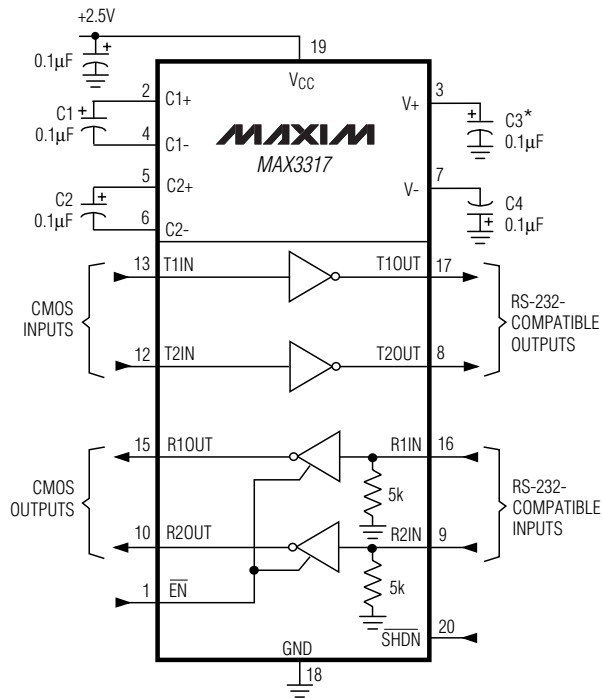 +2.5V
0.1μF
19
VCC
2
C1+
C1
0.1μF
4
C1-
5
C2+
C2
0.1μF
6
C2-
MAXIM
MAX3317
3
V+
C3*
0.1μF
7
V-
C4
0.1μF
13
T1IN
T1OUT
17
CMOS
INPUTS
RS-232-
COMPATIBLE
OUTPUTS
12
T2IN
T2OUT
8
15
R1OUT
R1IN
16
5k
CMOS
OUTPUTS
RS-232-
COMPATIBLE
INPUTS
10
R2OUT
R2IN
9
5k
1
EN
SHDN
20
GND
18